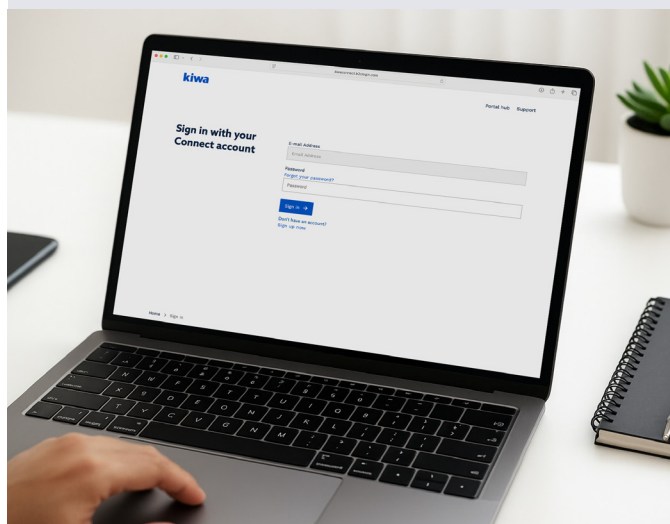 kiwa
Portal hub Support
Sign in with your
Connect account
E-mail Address
Email address
Password
Forgot your password?
Password
Sign in →
Don't have an account?
Sign up now
Home > Sign in